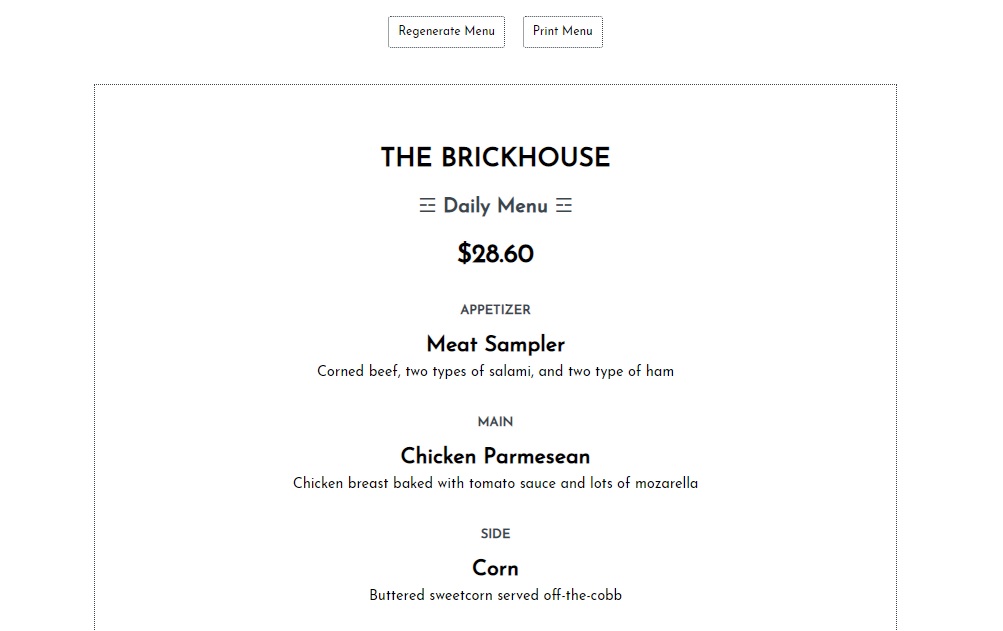 Regenerate Menu Print Menu
THE BRICKHOUSE
☲ Daily Menu ☲
$28.60
APPETIZER
Meat Sampler
Corned beef, two types of salami, and two type of ham
MAIN
Chicken Parmesean
Chicken breast baked with tomato sauce and lots of mozarella
SIDE
Corn
Buttered sweetcorn served off-the-cobb